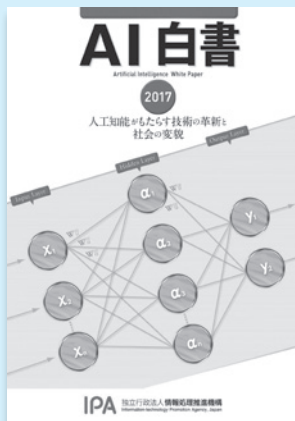 AI白書
Artificial Intelligence White Paper
2017
人工知能がもたらす技術の革新と
社会の変貌
Input Layer
Hidden Layer
Output Layer
x₁
α₁
y₁
α₂
x₂
y₂
α₃
xₙ
αₙ
IPA 独立行政法人情報処理推進機構
Information-technology Promotion Agency, Japan